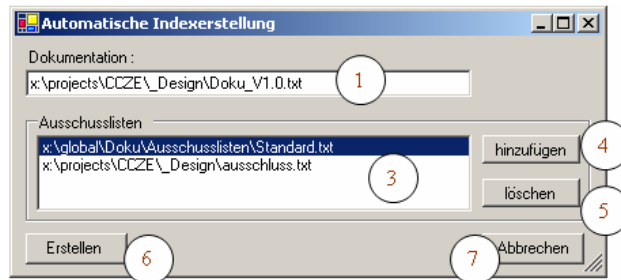 Automatische Indexerstellung
Dokumentation :
x:\projects\CCZE\_Design\Doku_V1.0.txt
1
Ausschusslisten
x:\global\Doku\Ausschusslisten\Standard.txt
x:\projects\CCZE\_Design\ausschluss.txt
3
hinzufügen
4
löschen
5
Erstellen
6
7
Abbrechen